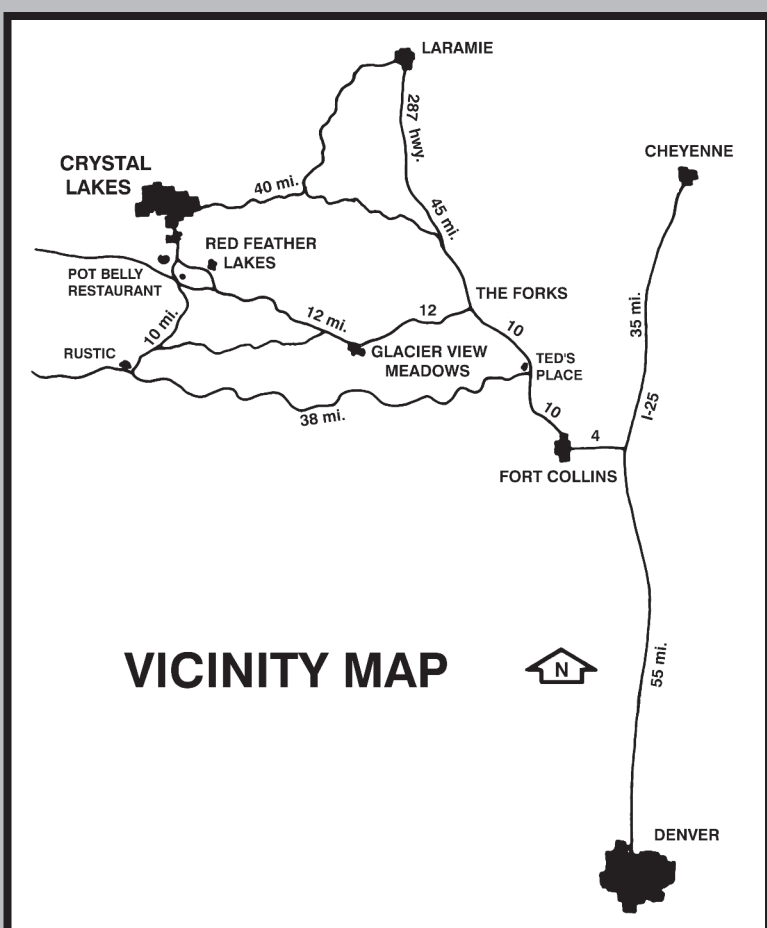 LARAMIE
287 hwy.
CHEYENNE
CRYSTAL
LAKES
40 mi.
45 mi.
RED FEATHER
LAKES
POT BELLY
RESTAURANT
THE FORKS
35 mi.
12 mi.
12
10
10 mi.
RUSTIC
GLACIER VIEW
MEADOWS
TED'S
PLACE
38 mi.
10
4
I-25
FORT COLLINS
VICINITY MAP
N
55 mi.
DENVER